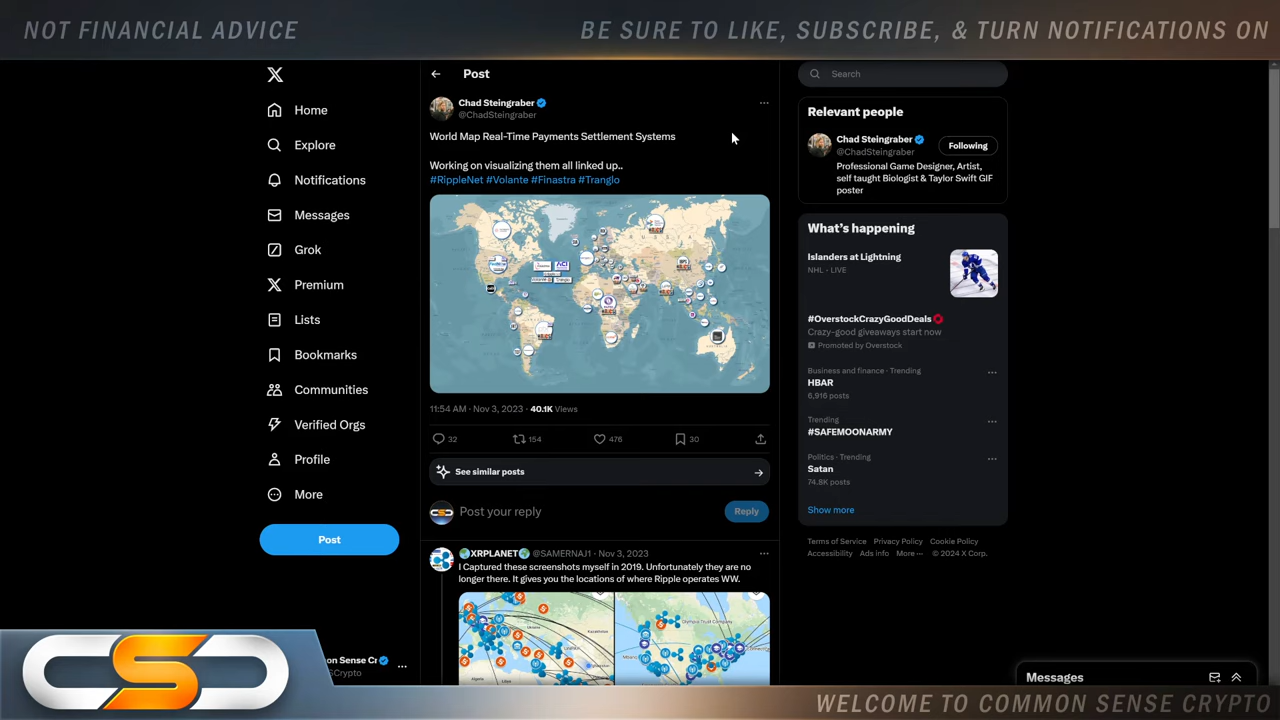 NOT FINANCIAL ADVICE
BE SURE TO LIKE, SUBSCRIBE, & TURN NOTIFICATIONS ON
Home
Explore
Notifications
Messages
Grok
Premium
Lists
Bookmarks
Communities
Verified Orgs
Profile
More
Post
on Sense Cr
SCrypto
Post
Chad Steingraber
@ChadSteingraber
World Map Real-Time Payments Settlement Systems
Working on visualizing them all linked up..
#RippleNet #Volante #Finastra #Tranglo
RUSSIA
ACI
11:54 AM · Nov 3, 2023 · 40.1K Views
32
154
476
30
See similar posts
Post your reply
Reply
XRPLANET @SAMERNAJ1 · Nov 3, 2023
I Captured these screenshots myself in 2019. Unfortunately they are no
longer there. It gives you the locations of where Ripple operates WW.
Search
Relevant people
Chad Steingraber
@ChadSteingraber
Following
Professional Game Designer, Artist,
self taught Biologist & Taylor Swift GIF
poster
What's happening
Islanders at Lightning
NHL · LIVE
#OverstockCrazyGoodDeals
Crazy-good giveaways start now
Promoted by Overstock
Business and finance · Trending
HBAR
6,916 posts
Trending
#SAFEMOONARMY
Politics · Trending
Satan
74.8K posts
Show more
Terms of Service Privacy Policy Cookie Policy
Accessibility Ads info More ··· © 2024 X Corp.
Messages
CSC
WELCOME TO COMMON SENSE CRYPTO